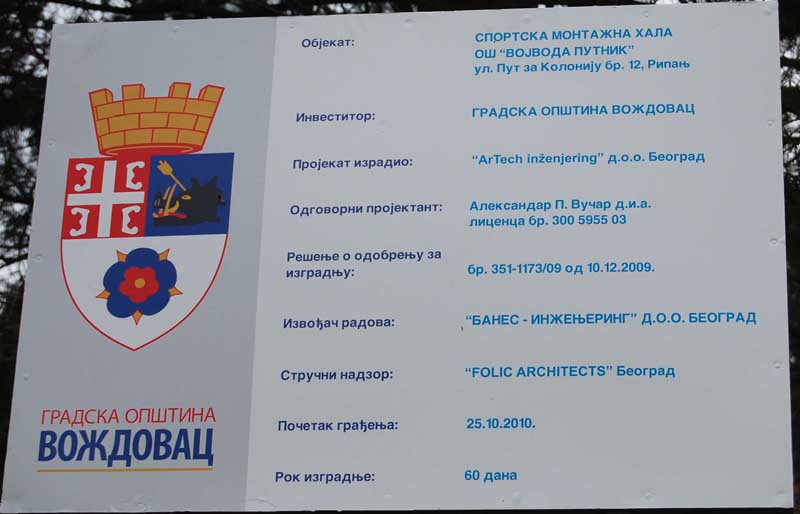 Објекат:
СПОРТСКА МОНТАЖНА ХАЛА
ОШ “ВОЈВОДА ПУТНИК”
ул. Пут за Колонију бр. 12, Рипањ
Инвеститор:
ГРАДСКА ОПШТИНА ВОЖДОВАЦ
Пројекат израдио:
“ArTech inženjering” д.о.о. Београд
Одговорни пројектант:
Александар П. Вучар д.и.а.
лиценца бр. 300 5955 03
Решење о одобрењу за
изградњу:
бр. 351-1173/09 од 10.12.2009.
Извођач радова:
“БАНЕС - ИНЖЕЊЕРИНГ” Д.О.О. БЕОГРАД
Стручни надзор:
“FOLIC ARCHITECTS” Београд
Почетак грађења:
25.10.2010.
Рок изградње:
60 дана
ГРАДСКА ОПШТИНА
ВОЖДОВАЦ